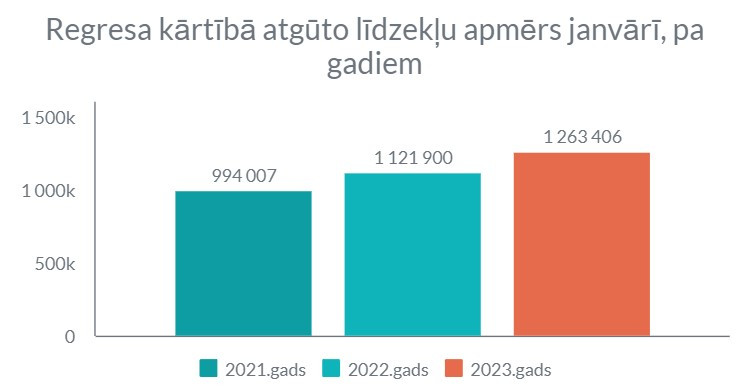 Regresa kārtībā atgūto līdzekļu apmērs janvārī, pa
gadiem
1 500k
1 263 406
1 121 900
994 007
1 000k
500k
0
2021.gads 2022.gads 2023.gads